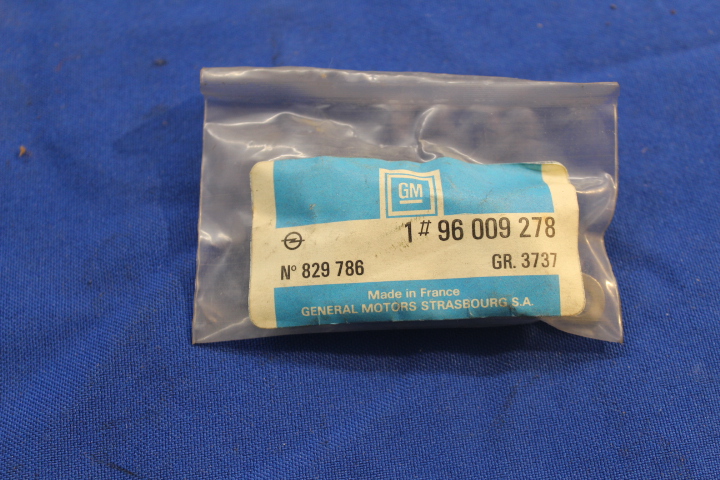 GM
1# 96 009 278
N° 829 786 GR. 3737
Made in France
GENERAL MOTORS STRASBOURG S.A.